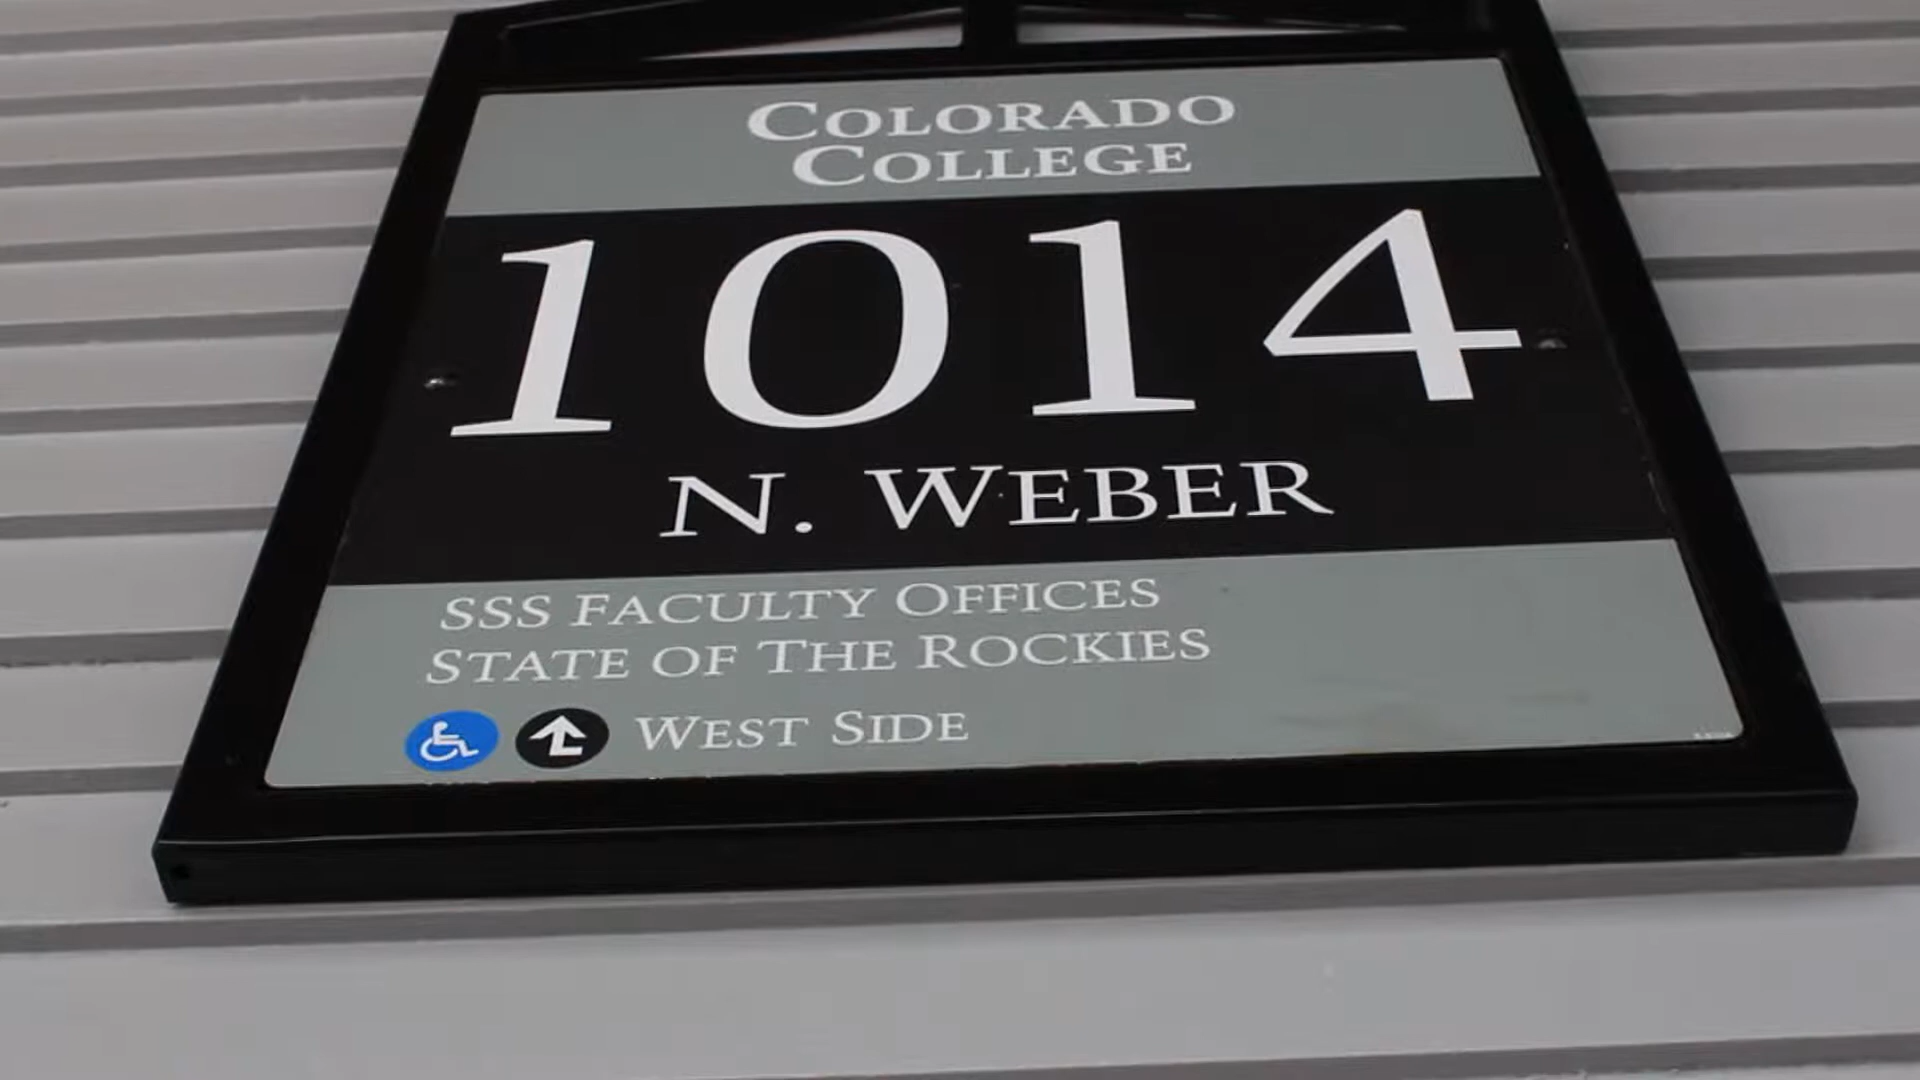 COLORADO
COLLEGE
1014
N. WEBER
SSS FACULTY OFFICES
STATE OF THE ROCKIES
WEST SIDE